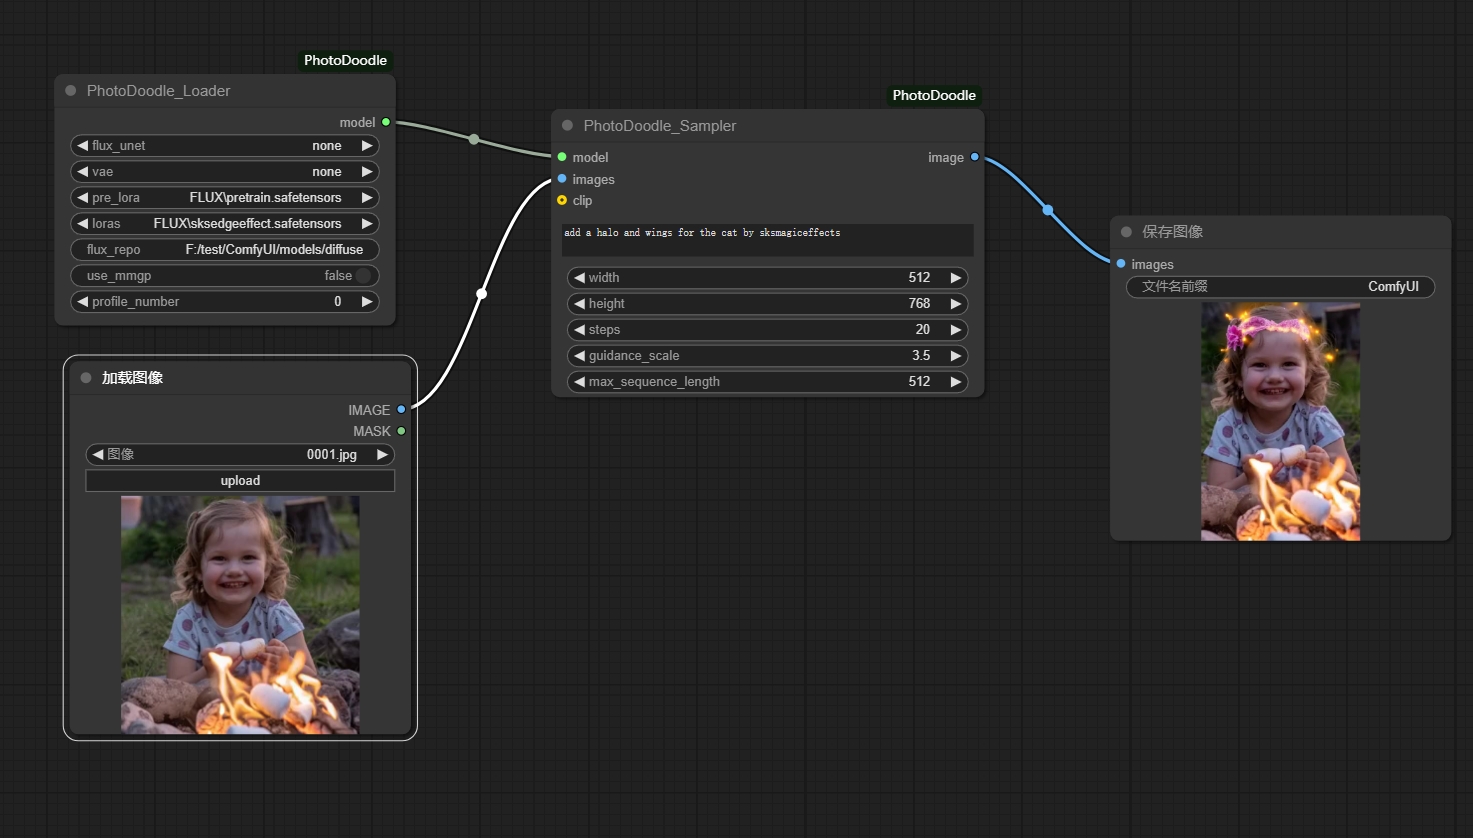 PhotoDoodle
PhotoDoodle_Loader
model
flux_unet none
vae none
pre_lora FLUX\pretrain.safetensors
loras FLUX\sksedgeeffect.safetensors
flux_repo F:/test/ComfyUI/models/diffuse
use_mmgp false
profile_number 0
加载图像
IMAGE
MASK
图像 0001.jpg
upload
PhotoDoodle
PhotoDoodle_Sampler
model image
images
clip
add a halo and wings for the cat by sksmagiceffects
width 512
height 768
steps 20
guidance_scale 3.5
max_sequence_length 512
保存图像
images
文件名前缀 ComfyUI